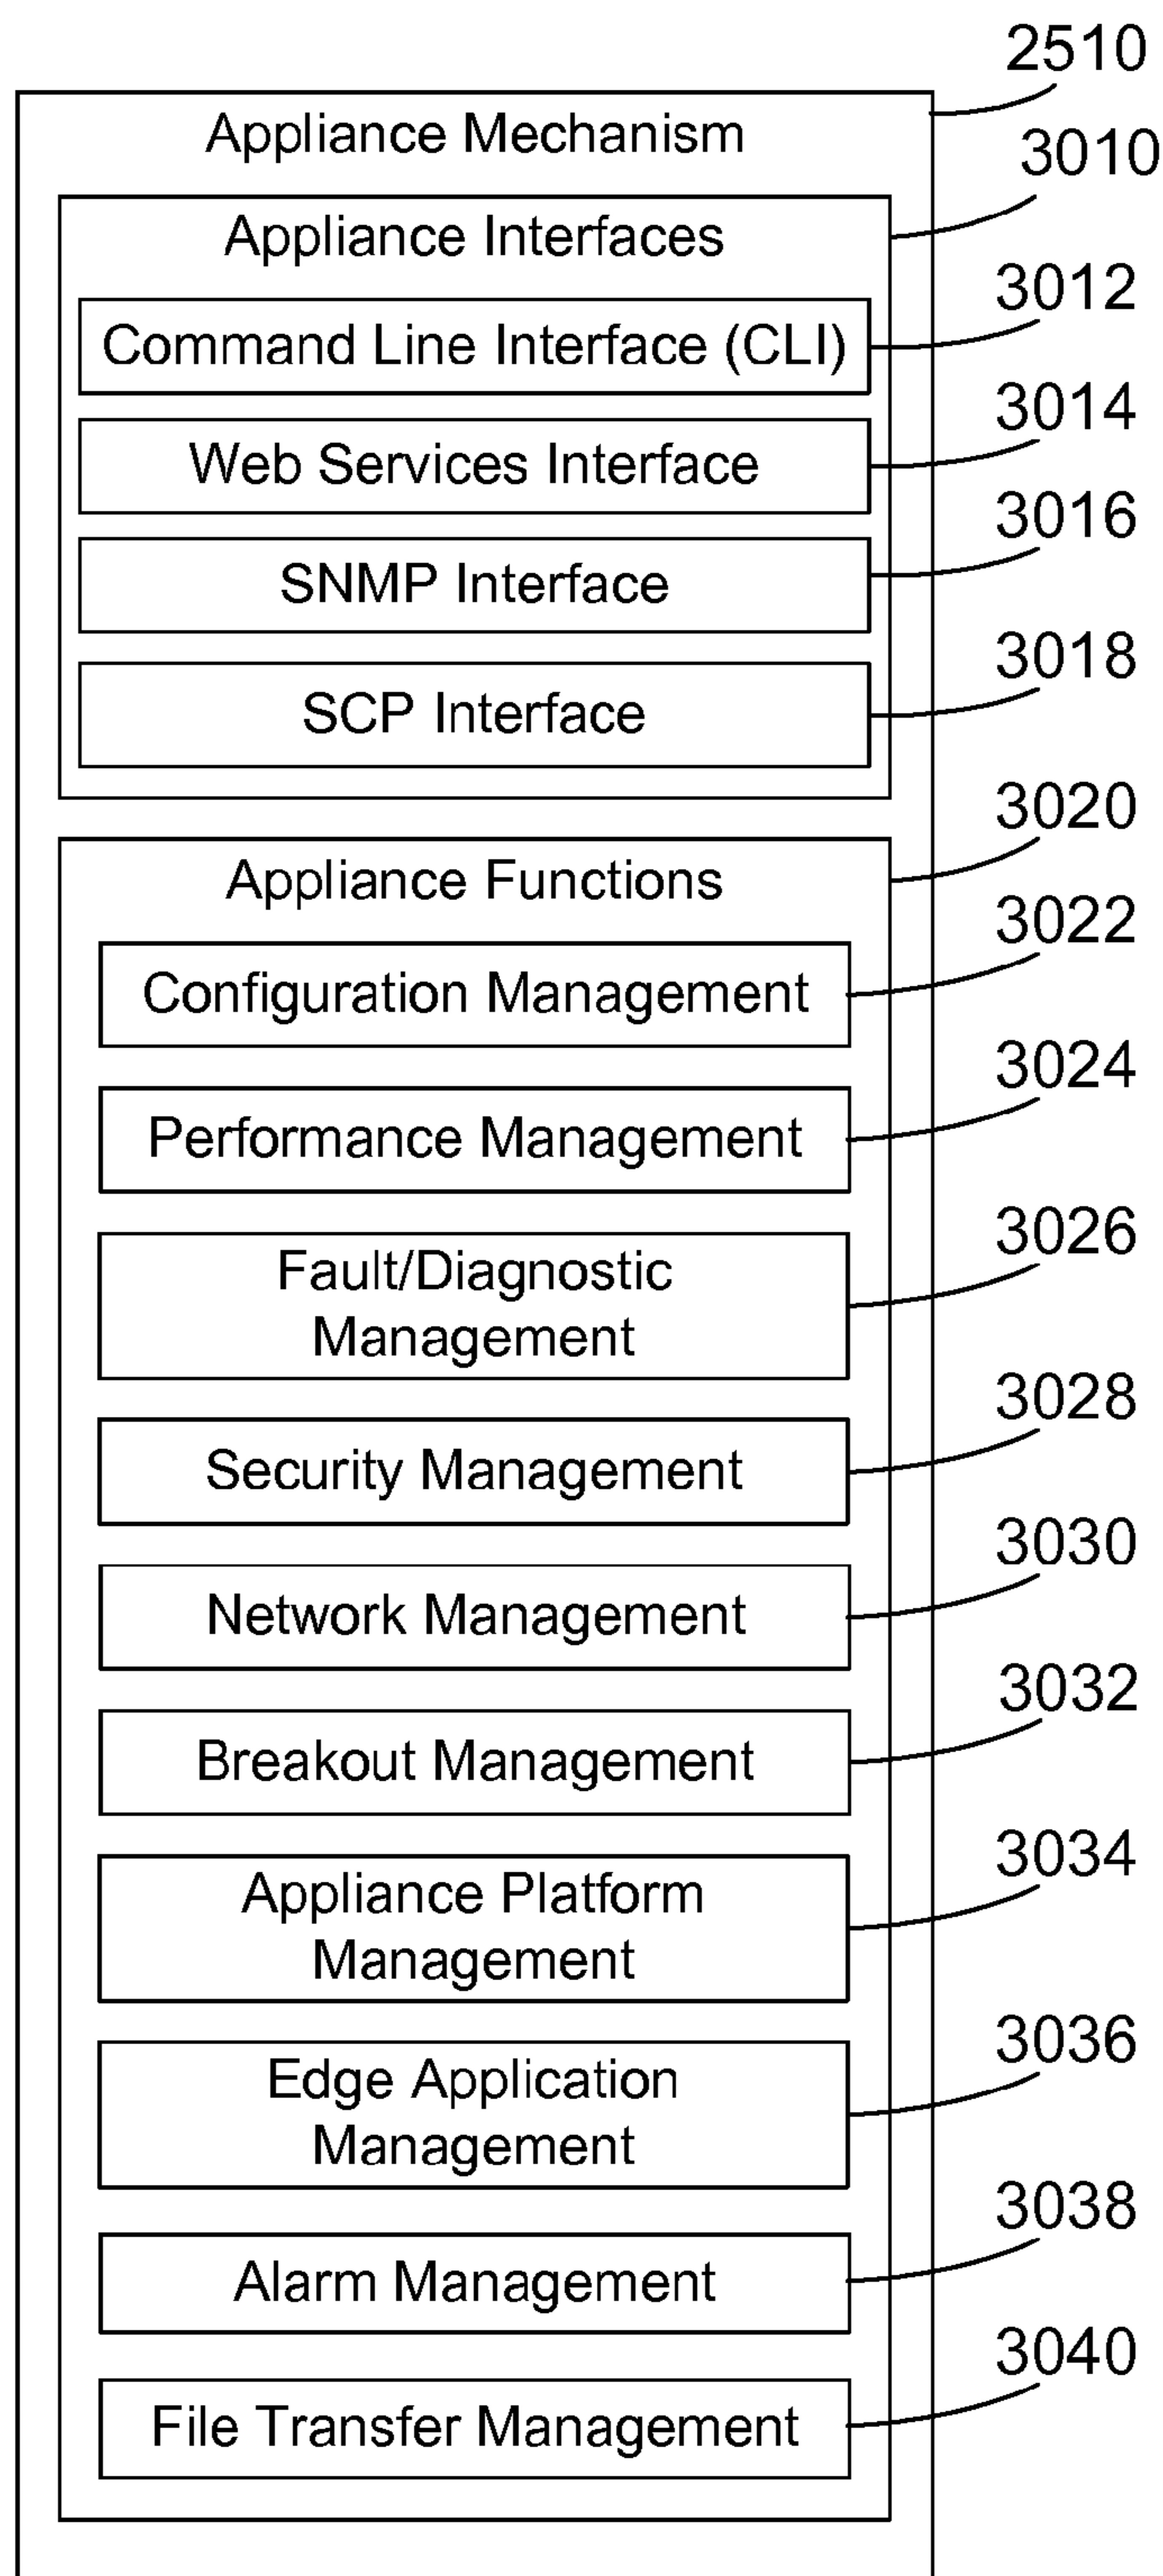 2510
Appliance Mechanism
3010
Appliance Interfaces
3012
Command Line Interface (CLI)
3014
Web Services Interface
3016
SNMP Interface
3018
SCP Interface
3020
Appliance Functions
3022
Configuration Management
3024
Performance Management
3026
Fault/Diagnostic
Management
3028
Security Management
3030
Network Management
3032
Breakout Management
3034
Appliance Platform
Management
3036
Edge Application
Management
3038
Alarm Management
3040
File Transfer Management